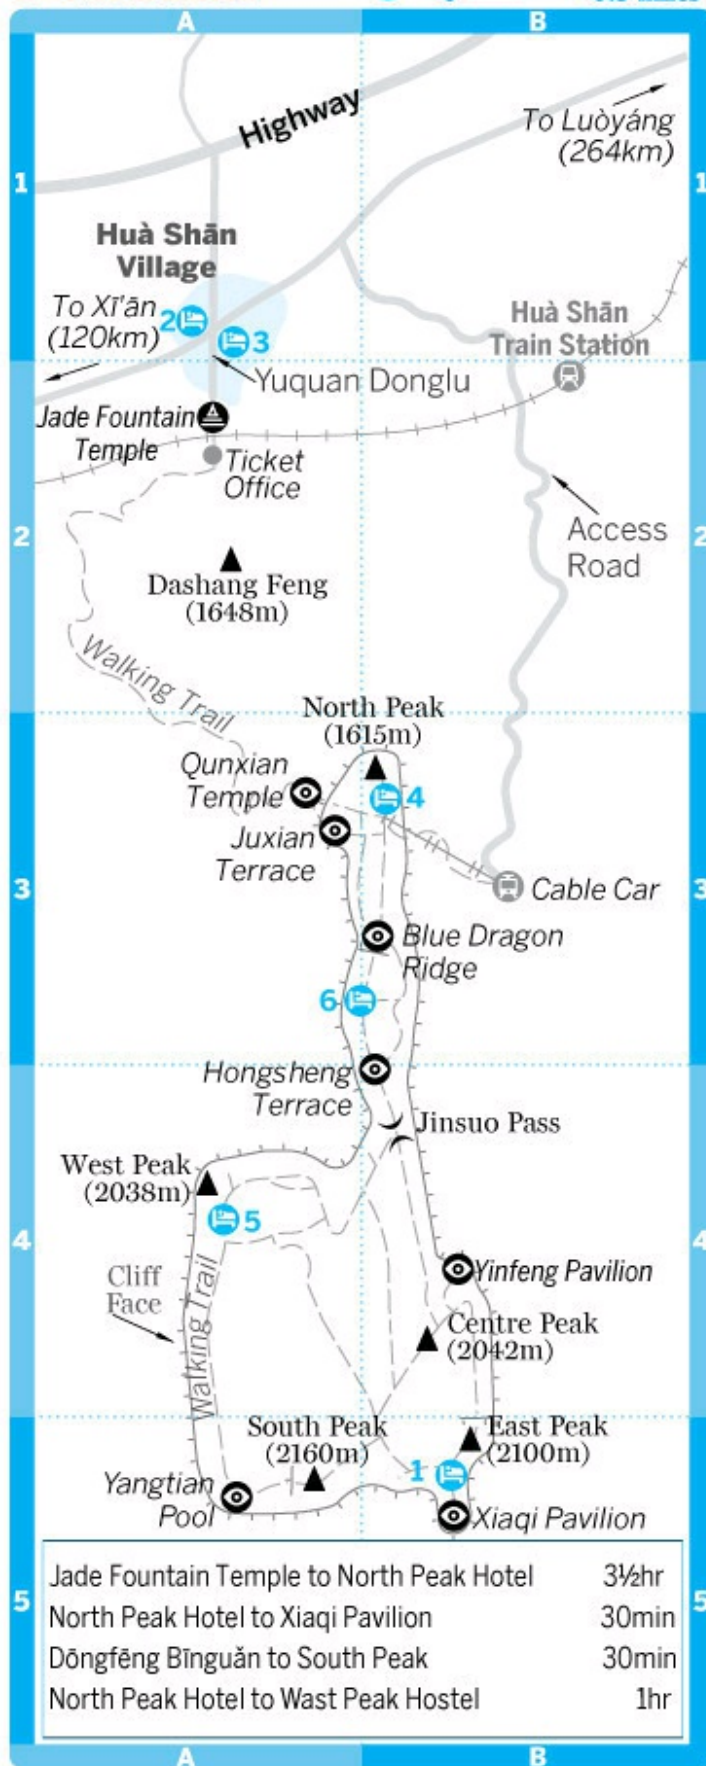 A
B
Highway
To Luòyáng
(264km)
1
1
Huà Shān
Village
To Xī'ān
(120km)
2
3
Huà Shān
Train Station
Yuquan Donglu
Jade Fountain
Temple
Ticket
Office
2
2
Access
Road
Dashang Feng
(1648m)
Walking Trail
North Peak
(1615m)
Qunxian
Temple
4
Juxian
Terrace
3
3
Cable Car
Blue Dragon
Ridge
6
Hongsheng
Terrace
Jinsuo Pass
West Peak
(2038m)
5
4
4
Yinfeng Pavilion
Cliff
Face
Walking Trail
Centre Peak
(2042m)
South Peak
(2160m)
East Peak
(2100m)
1
Yangtian
Pool
Xiaqi Pavilion
5
5
Jade Fountain Temple to North Peak Hotel 3½hr
North Peak Hotel to Xiaqi Pavilion 30min
Dōngfēng Bīnguǎn to South Peak 30min
North Peak Hotel to Wast Peak Hostel 1hr
A
B